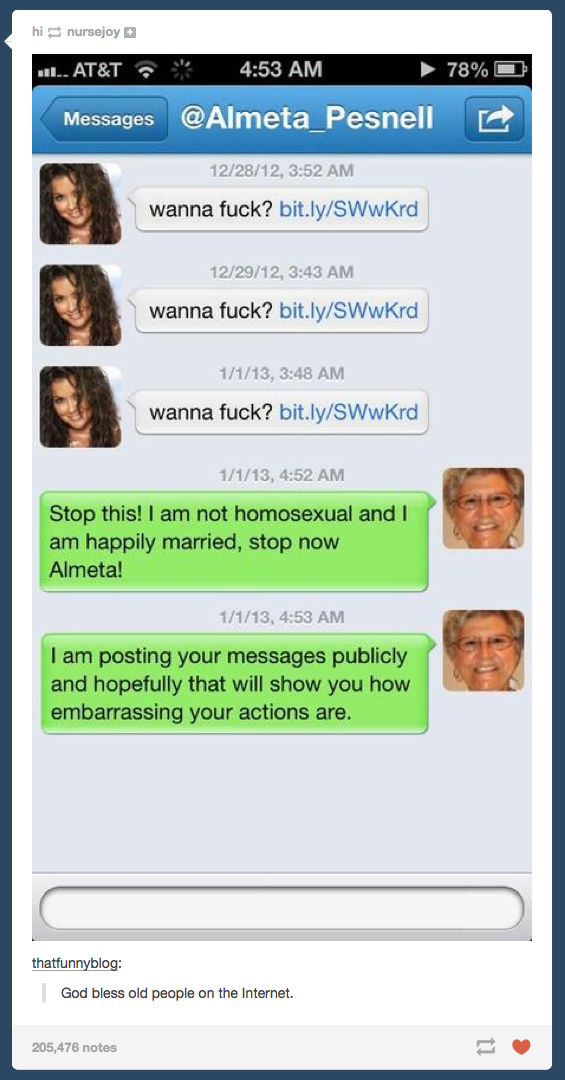 hi nursejoy
AT&T 4:53 AM 78%
Messages @Almeta_Pesnell
12/28/12, 3:52 AM
wanna fuck? bit.ly/SWwKrd
12/29/12, 3:43 AM
wanna fuck? bit.ly/SWwKrd
1/1/13, 3:48 AM
wanna fuck? bit.ly/SWwKrd
1/1/13, 4:52 AM
Stop this! I am not homosexual and I
am happily married, stop now
Almeta!
1/1/13, 4:53 AM
I am posting your messages publicly
and hopefully that will show you how
embarrassing your actions are.
thatfunnyblog:
God bless old people on the Internet.
205,476 notes